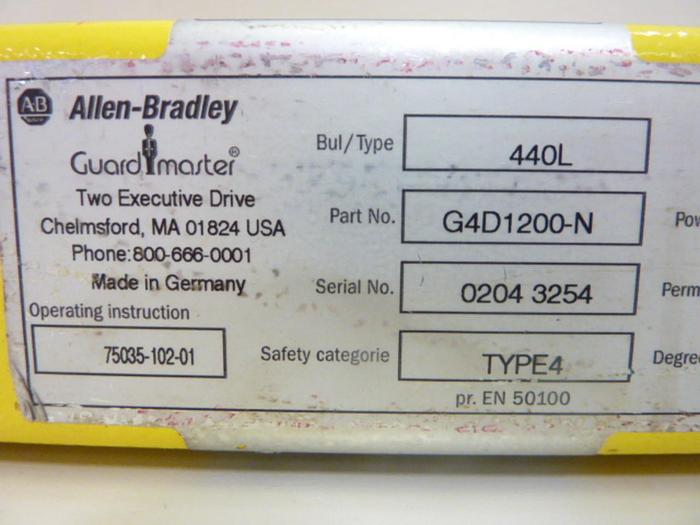 AB Allen-Bradley
Guardmaster®
Two Executive Drive
Chelmsford, MA 01824 USA
Phone:800-666-0001
Made in Germany
Operating instruction
75035-102-01
Bul/Type 440L
Part No. G4D1200-N
Serial No. 0204 3254
Safety categorie TYPE4
pr. EN 50100
Pow
Perm
Degre